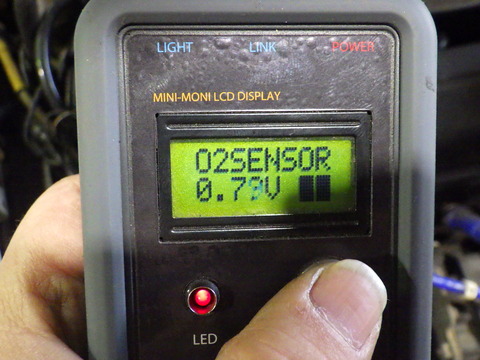 LIGHT LINK POWER
MINI-MONI LCD DISPLAY
O2SENSOR
0.79V
LED